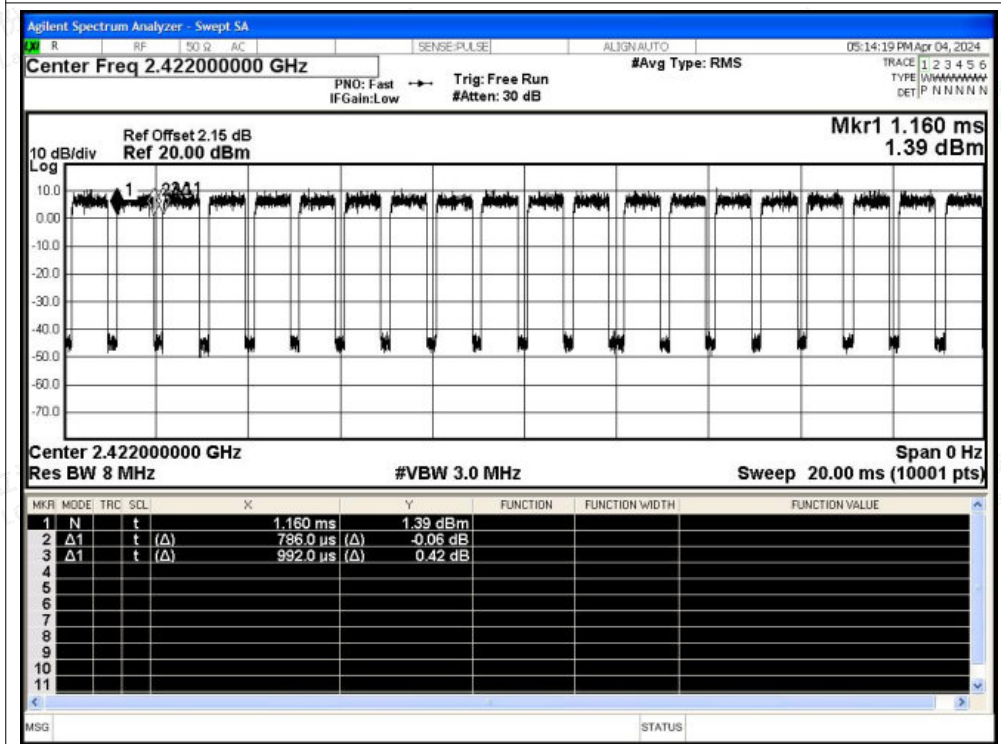 Agilent Spectrum Analyzer - Swept SA
LXI R RF 50 Ω AC SENSE:PULSE ALIGN AUTO 05:14:19 PM Apr 04, 2024
Center Freq 2.422000000 GHz #Avg Type: RMS TRACE 1 2 3 4 5 6
PNO: Fast Trig: Free Run TYPE WWWWWW
IFGain:Low #Atten: 30 dB DET P N N N N N
Mkr1 1.160 ms
Ref Offset 2.15 dB
10 dB/div Ref 20.00 dBm 1.39 dBm
Log
10.0
0.00
-10.0
-20.0
-30.0
-40.0
-50.0
-60.0
-70.0
Center 2.422000000 GHz Span 0 Hz
Res BW 8 MHz #VBW 3.0 MHz Sweep 20.00 ms (10001 pts)
MKR MODE TRC SCL X Y FUNCTION FUNCTION WIDTH FUNCTION VALUE
1 N t 1.160 ms 1.39 dBm
2 Δ1 t (Δ) 786.0 µs (Δ) -0.06 dB
3 Δ1 t (Δ) 992.0 µs (Δ) 0.42 dB
4
5
6
7
8
9
10
11
MSG STATUS